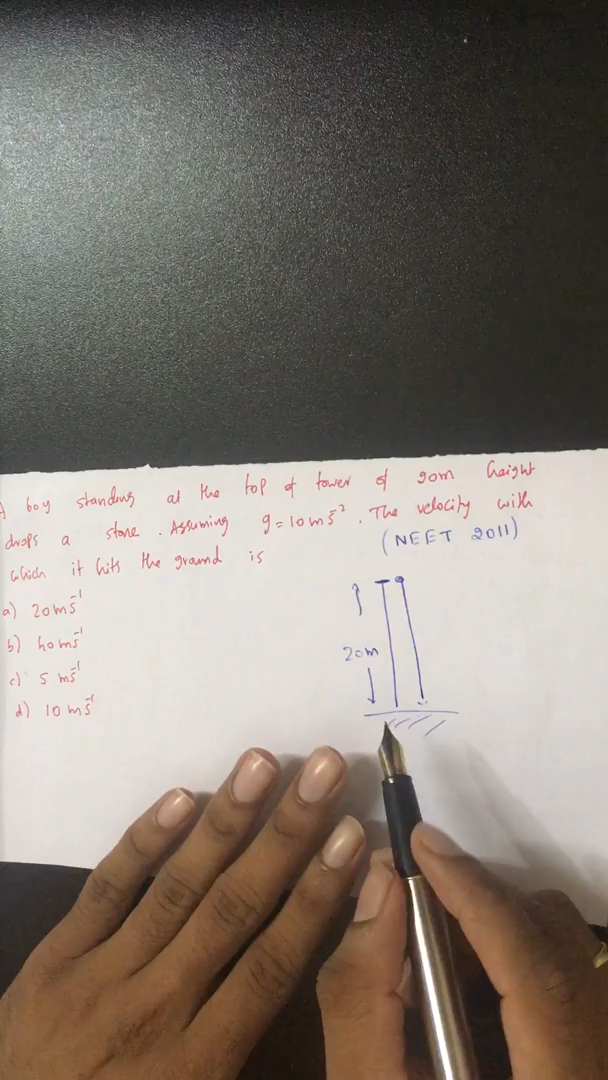 A boy standing at the top of tower of 20m height
drops a stone. Assuming g=10ms⁻². The velocity with
which it hits the ground is
(NEET 2011)
a) 20ms⁻¹
b) 40ms⁻¹
c) 5 ms⁻¹
d) 10 ms⁻¹
20m